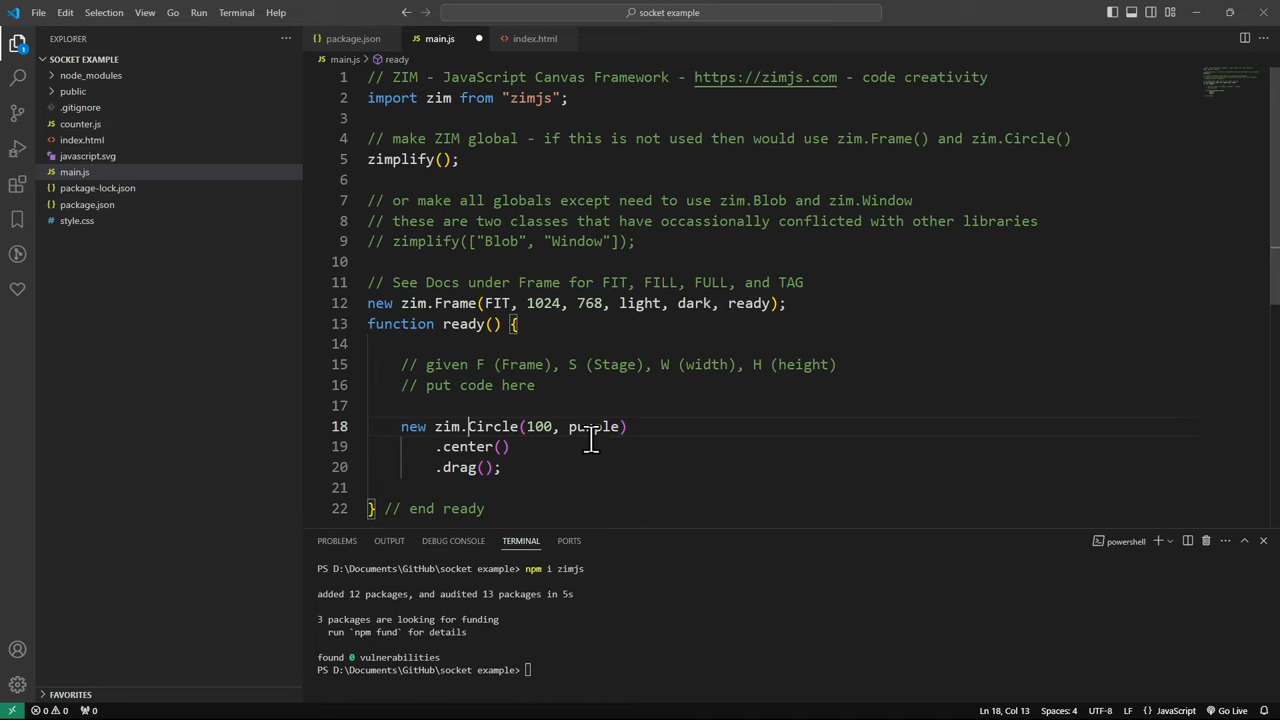 File Edit Selection View Go Run Terminal Help
socket example
EXPLORER
package.json
main.js
index.html
SOCKET EXAMPLE
main.js > ready
node_modules
public
.gitignore
counter.js
index.html
javascript.svg
main.js
package-lock.json
package.json
style.css
1 // ZIM - JavaScript Canvas Framework - https://zimjs.com - code creativity
2 import zim from "zimjs";
3
4 // make ZIM global - if this is not used then would use zim.Frame() and zim.Circle()
5 zimplify();
6
7 // or make all globals except need to use zim.Blob and zim.Window
8 // these are two classes that have occassionally conflicted with other libraries
9 // zimplify(["Blob", "Window"]);
10
11 // See Docs under Frame for FIT, FILL, FULL, and TAG
12 new zim.Frame(FIT, 1024, 768, light, dark, ready);
13 function ready() {
14
15 // given F (Frame), S (Stage), W (width), H (height)
16 // put code here
17
18 new zim.Circle(100, purple)
19 .center()
20 .drag();
21
22 } // end ready
PROBLEMS OUTPUT DEBUG CONSOLE TERMINAL PORTS
powershell
PS D:\Documents\GitHub\socket example> npm i zimjs
added 12 packages, and audited 13 packages in 5s
3 packages are looking for funding
run `npm fund` for details
found 0 vulnerabilities
PS D:\Documents\GitHub\socket example>
FAVORITES
1
0 0 0 Ln 18, Col 13 Spaces: 4 UTF-8 LF JavaScript Go Live